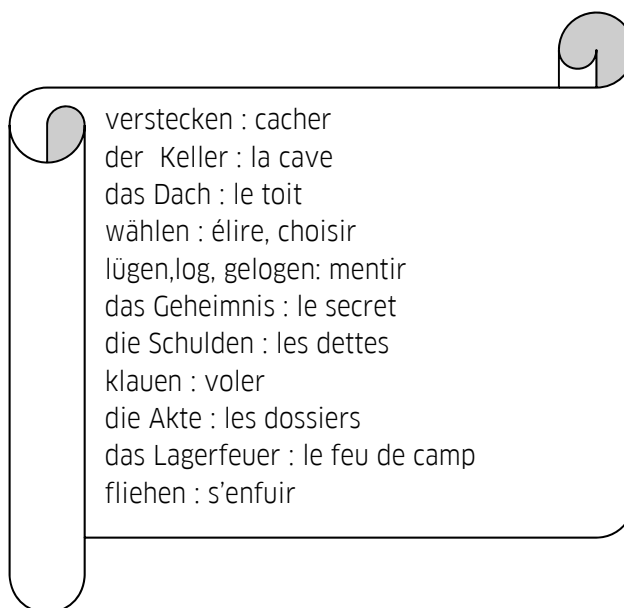 verstecken : cacher
der  Keller : la cave
das Dach : le toit
wählen : élire, choisir
lügen,log, gelogen: mentir
das Geheimnis : le secret
die Schulden : les dettes
klauen : voler
die Akte : les dossiers
das Lagerfeuer : le feu de camp
fliehen : s'enfuir